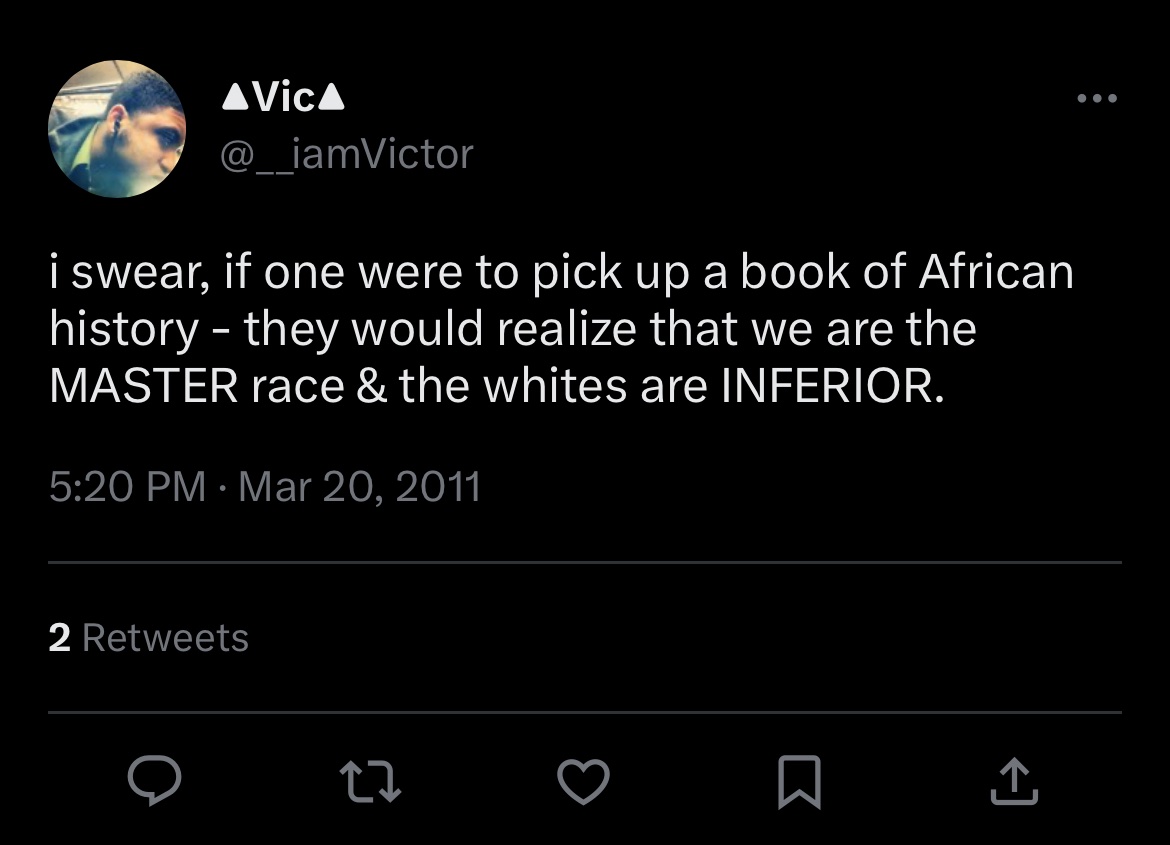 ▲Vic▲
@__iamVictor
i swear, if one were to pick up a book of African
history - they would realize that we are the
MASTER race & the whites are INFERIOR.
5:20 PM · Mar 20, 2011
2 Retweets